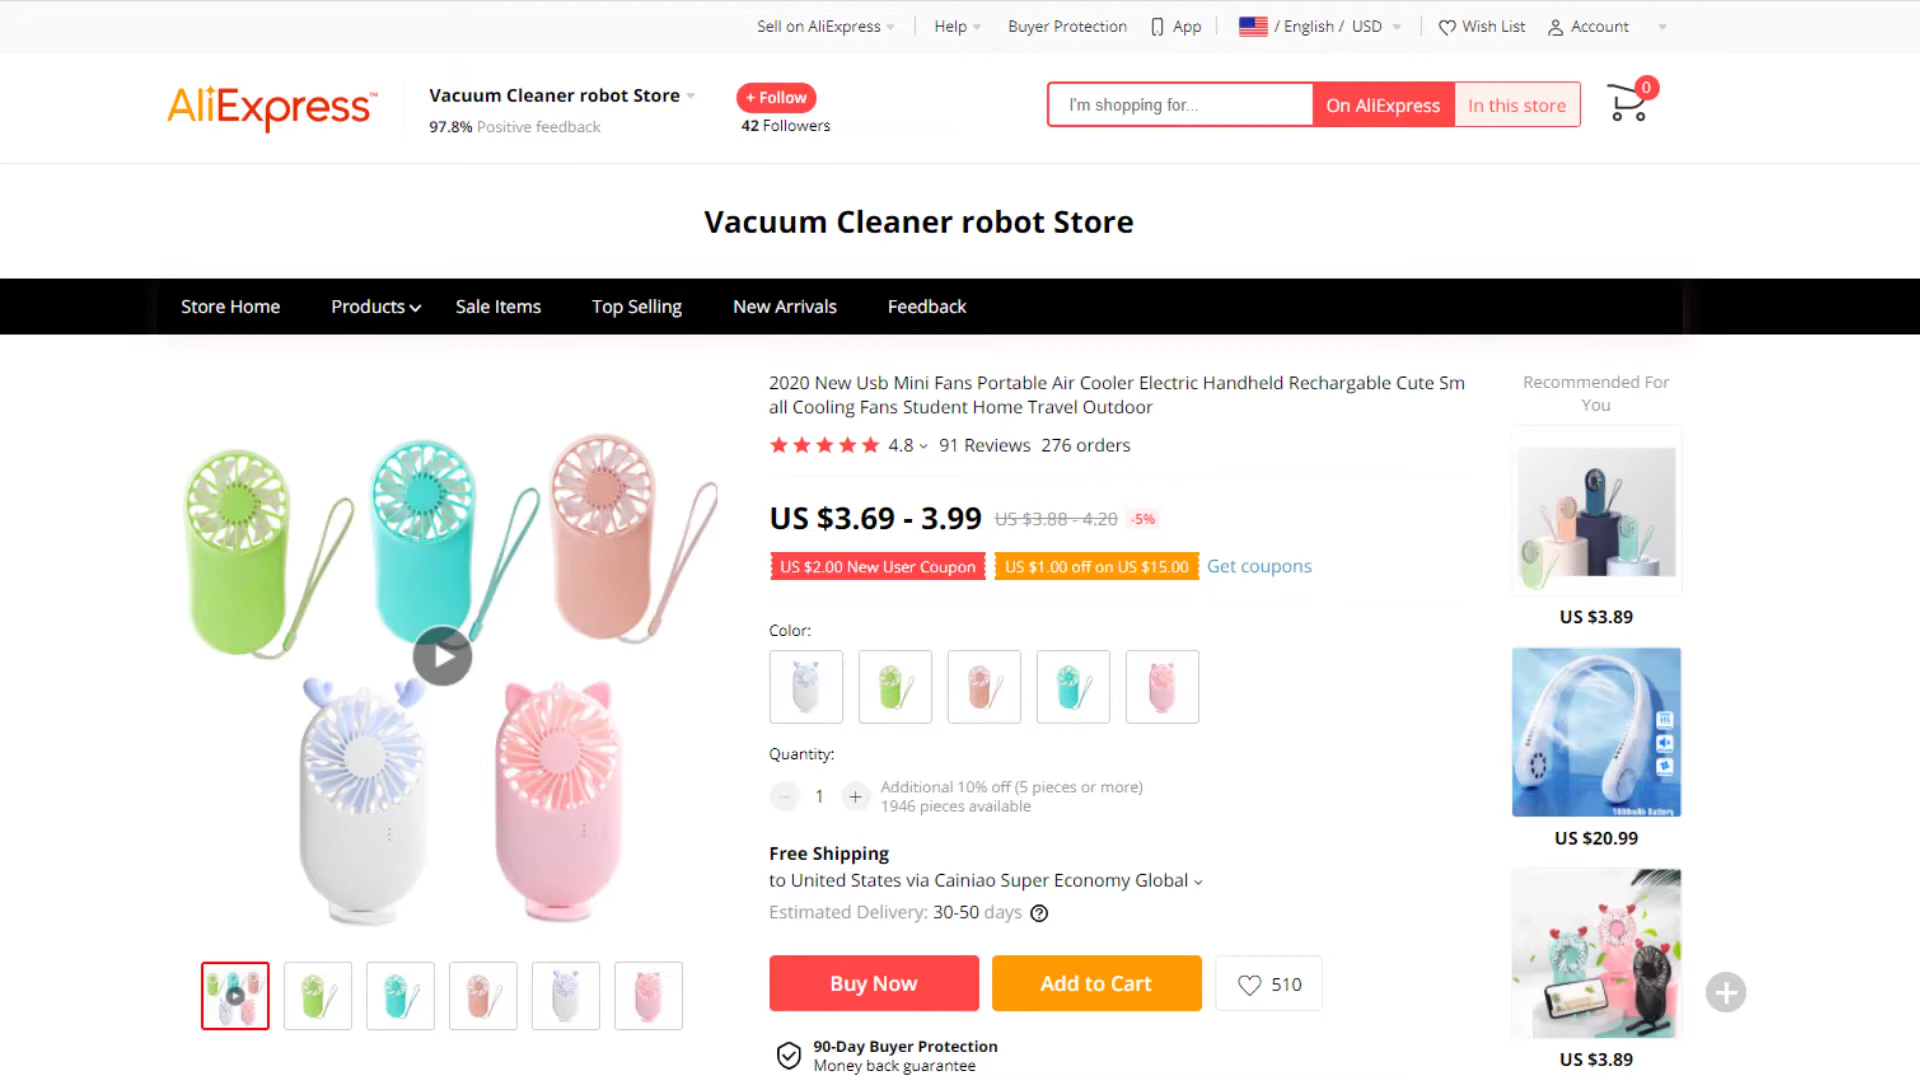 Sell on AliExpress
Help
Buyer Protection
App
/ English / USD
Wish List
Account
AliExpress™
Vacuum Cleaner robot Store
97.8% Positive feedback
+ Follow
42 Followers
I'm shopping for...
On AliExpress
In this store
0
Vacuum Cleaner robot Store
Store Home
Products
Sale Items
Top Selling
New Arrivals
Feedback
2020 New Usb Mini Fans Portable Air Cooler Electric Handheld Rechargable Cute Sm
all Cooling Fans Student Home Travel Outdoor
4.8
91 Reviews
276 orders
US $3.69 - 3.99
US $3.88 - 4.20
-5%
US $2.00 New User Coupon
US $1.00 off on US $15.00
Get coupons
Color:
Quantity:
1
Additional 10% off (5 pieces or more)
1946 pieces available
Free Shipping
to United States via Cainiao Super Economy Global
Estimated Delivery: 30-50 days
Buy Now
Add to Cart
510
90-Day Buyer Protection
Money back guarantee
Recommended For
You
US $3.89
1800mAh Battery
US $20.99
US $3.89